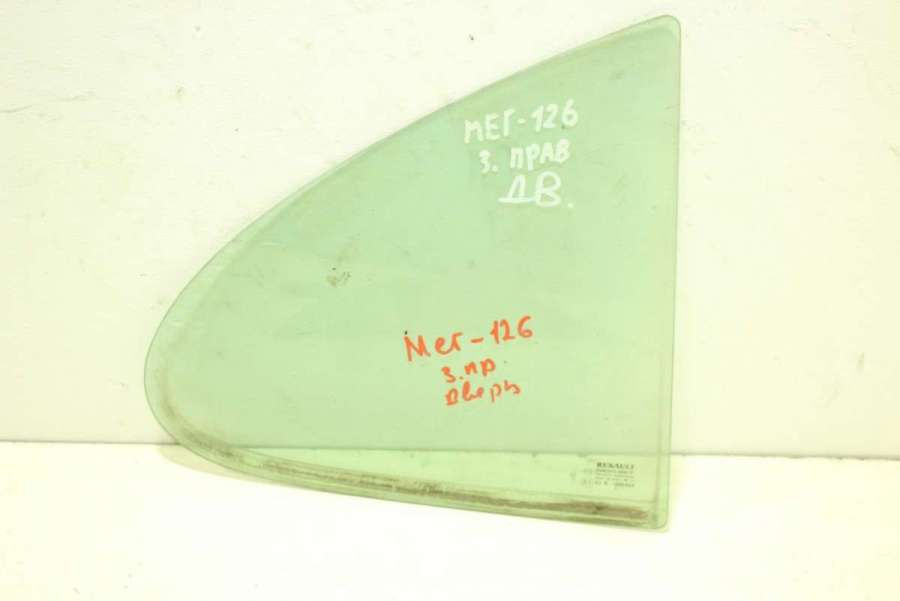 МЕГ-126
З. ПРАВ
ДВ.
Мег-126
з. пр.
дверь
RENAULT